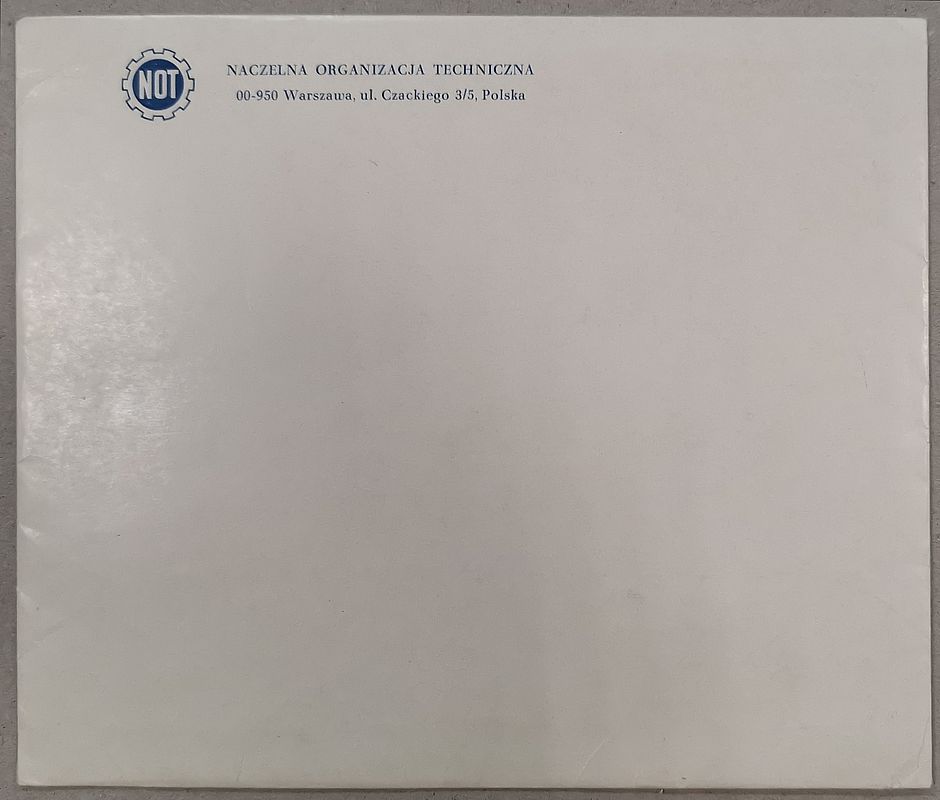 NOT
NACZELNA ORGANIZACJA TECHNICZNA
00-950 Warszawa, ul. Czackiego 3/5, Polska